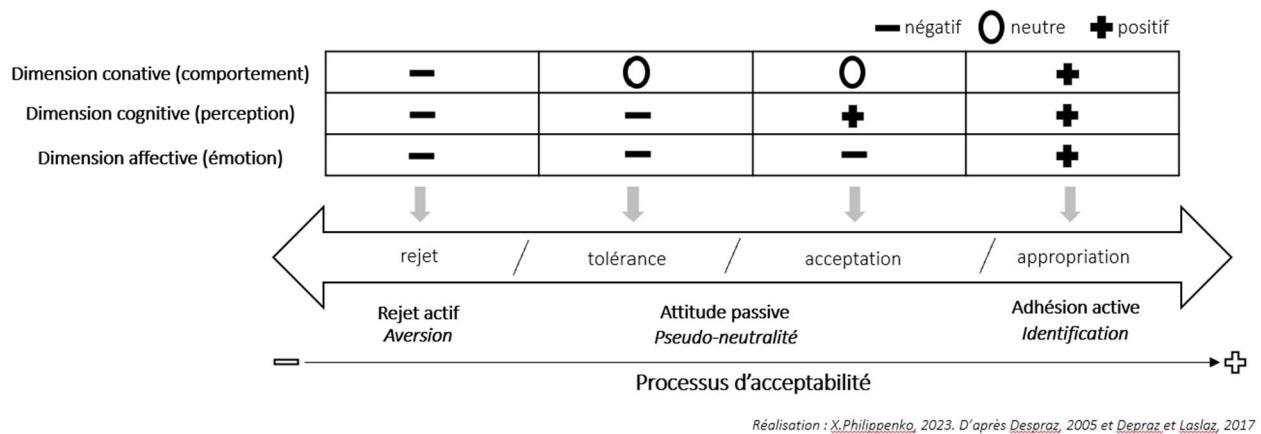 négatif neutre positif
Dimension conative (comportement)
Dimension cognitive (perception)
Dimension affective (émotion)
rejet / tolérance / acceptation / appropriation
Rejet actif Attitude passive Adhésion active
Aversion Pseudo-neutralité Identification
Processus d'acceptabilité
Réalisation : X.Philippenko, 2023. D'après Despraz, 2005 et Depraz et Laslaz, 2017